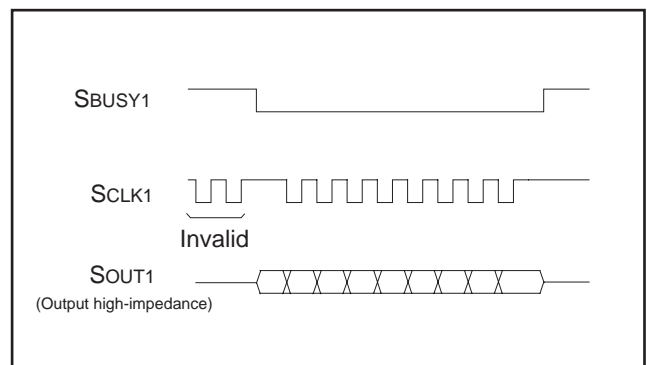 SBUSY1
SCLK1
Invalid
SOUT1
(Output high-impedance)